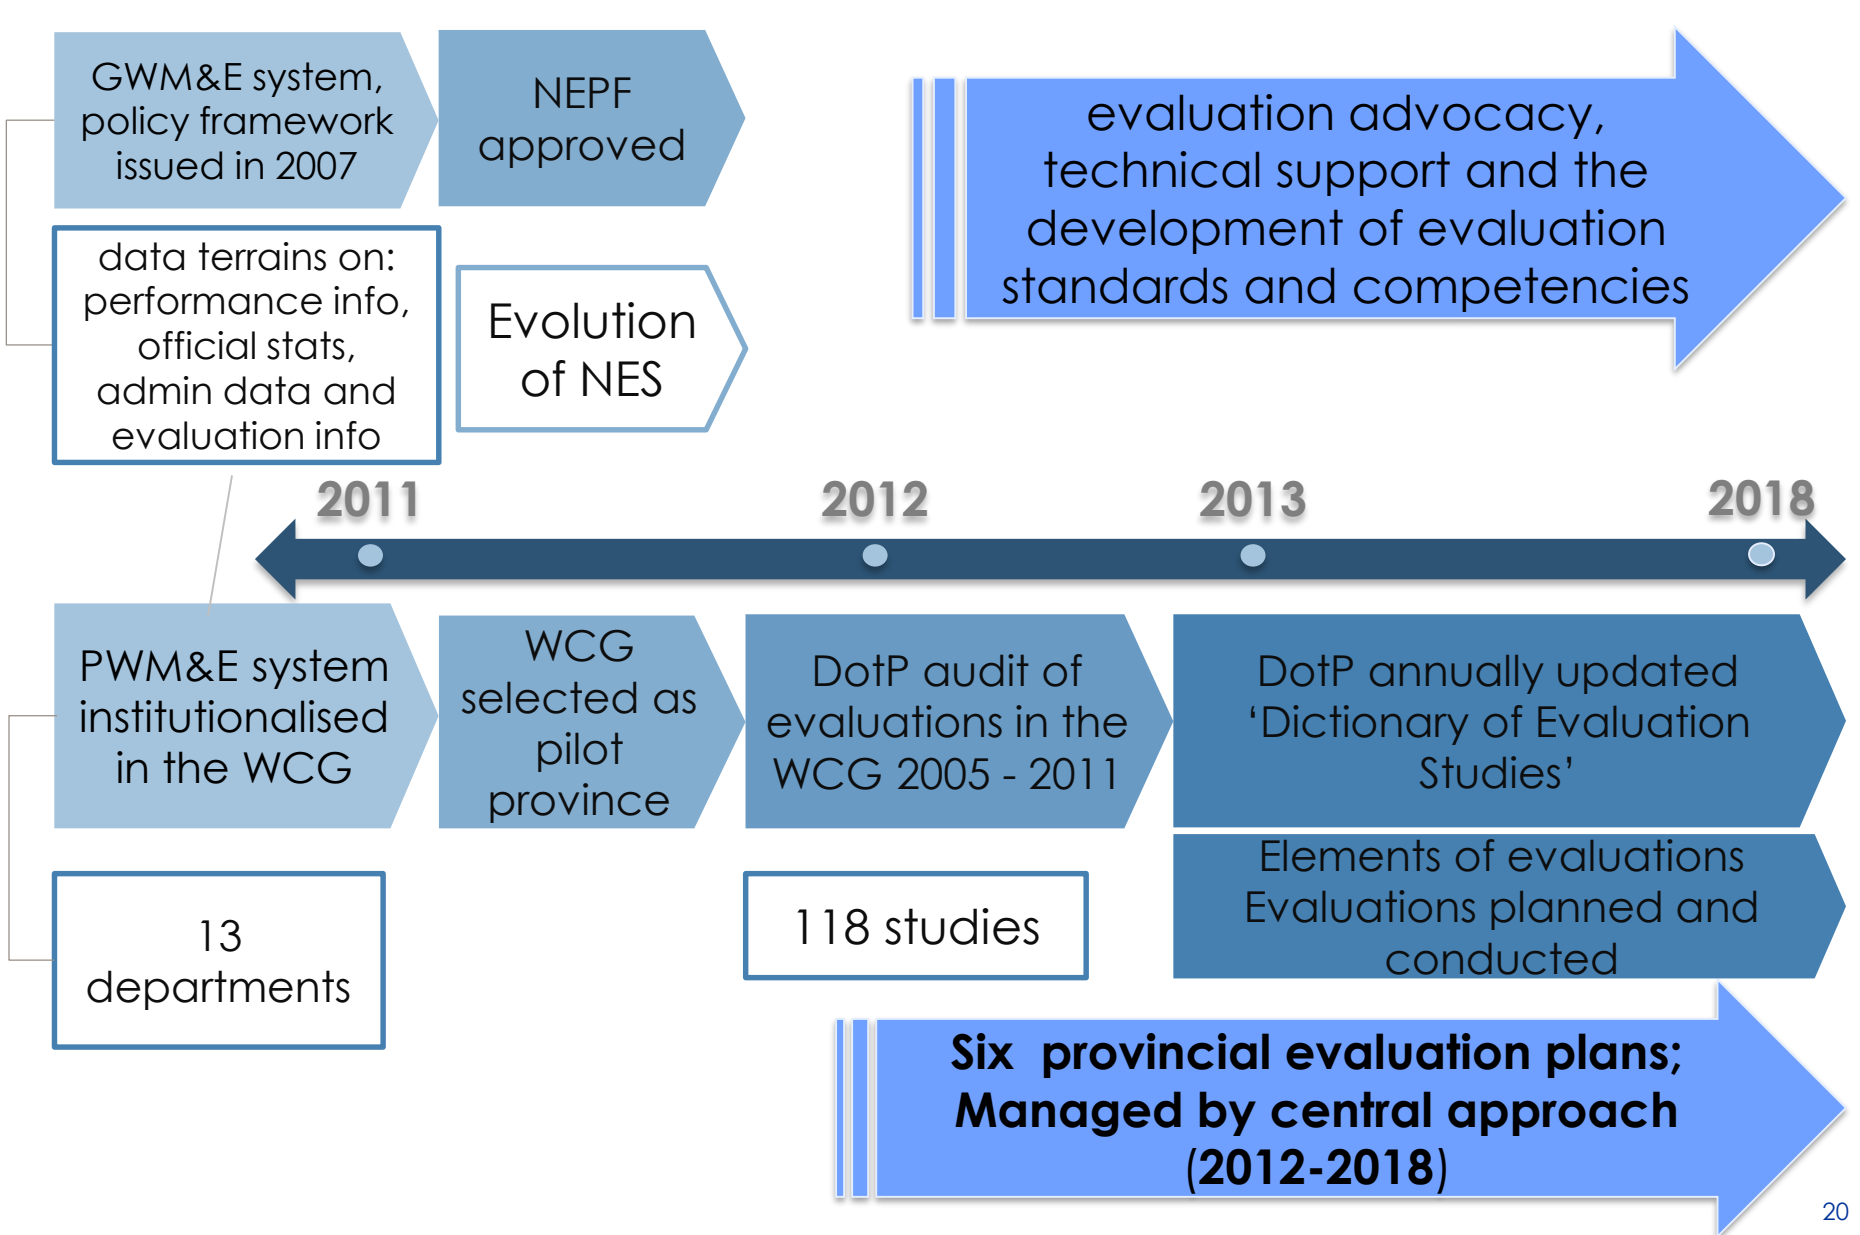 GWM&E system,
policy framework
issued in 2007
NEPF
approved
evaluation advocacy,
technical support and the
development of evaluation
standards and competencies
data terrains on:
performance info,
official stats,
admin data and
evaluation info
Evolution
of NES
2011
2012
2013
2018
PWM&E system
institutionalised
in the WCG
WCG
selected as
pilot
province
DotP audit of
evaluations in the
WCG 2005 - 2011
DotP annually updated
‘Dictionary of Evaluation
Studies’
13
departments
118 studies
Elements of evaluations
Evaluations planned and
conducted
Six provincial evaluation plans;
Managed by central approach
(2012-2018)
20